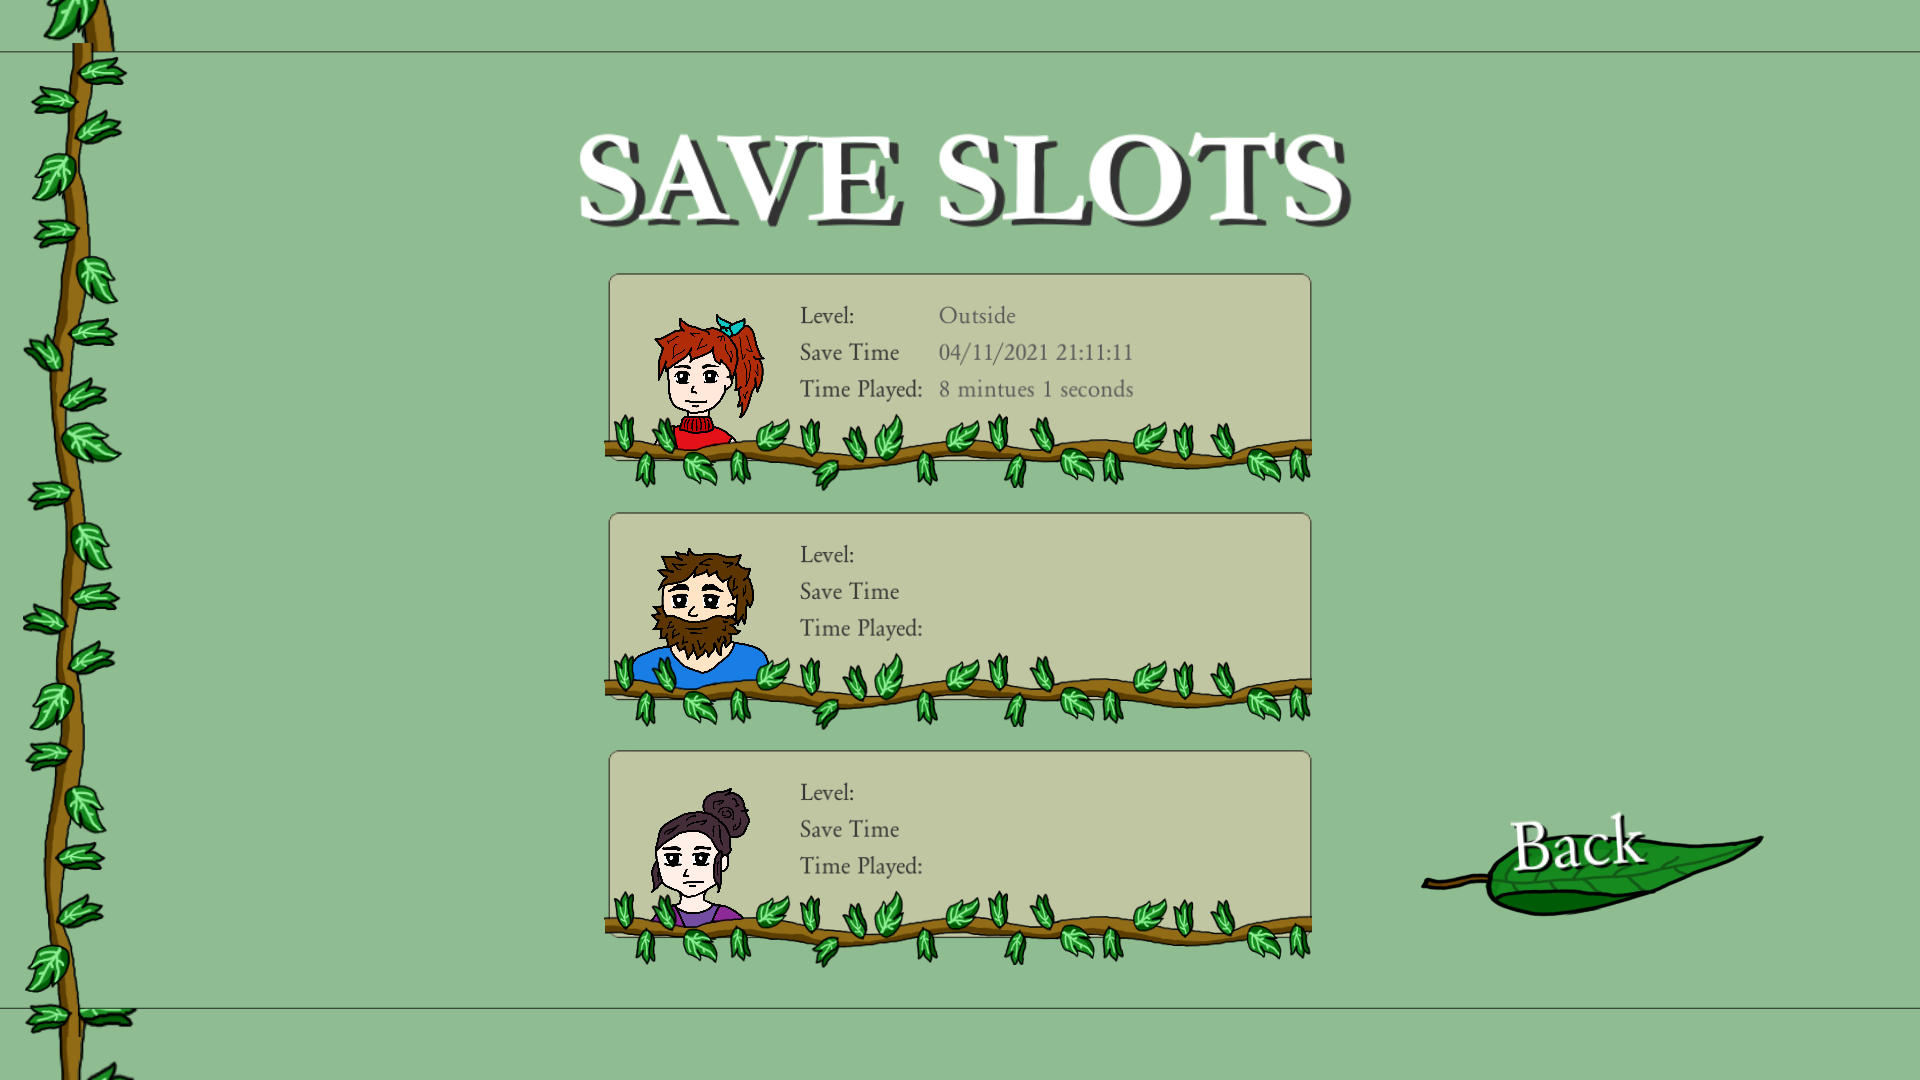 SAVE SLOTS
Level: Outside
Save Time 04/11/2021 21:11:11
Time Played: 8 mintues 1 seconds
Level:
Save Time
Time Played:
Level:
Save Time
Time Played:
Back